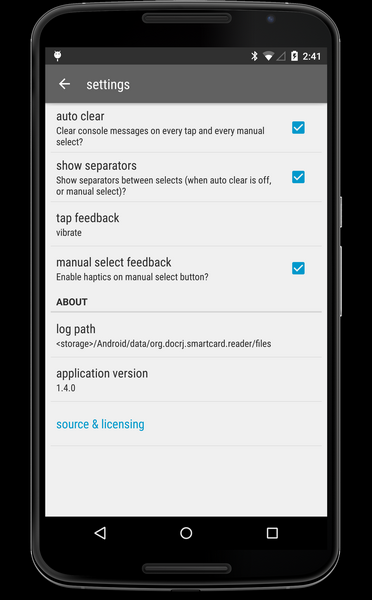 2:41
settings
auto clear
Clear console messages on every tap and every manual
select?
show separators
Show separators between selects (when auto clear is off,
or manual select)?
tap feedback
vibrate
manual select feedback
Enable haptics on manual select button?
ABOUT
log path
<storage>/Android/data/org.docrj.smartcard.reader/files
application version
1.4.0
source & licensing